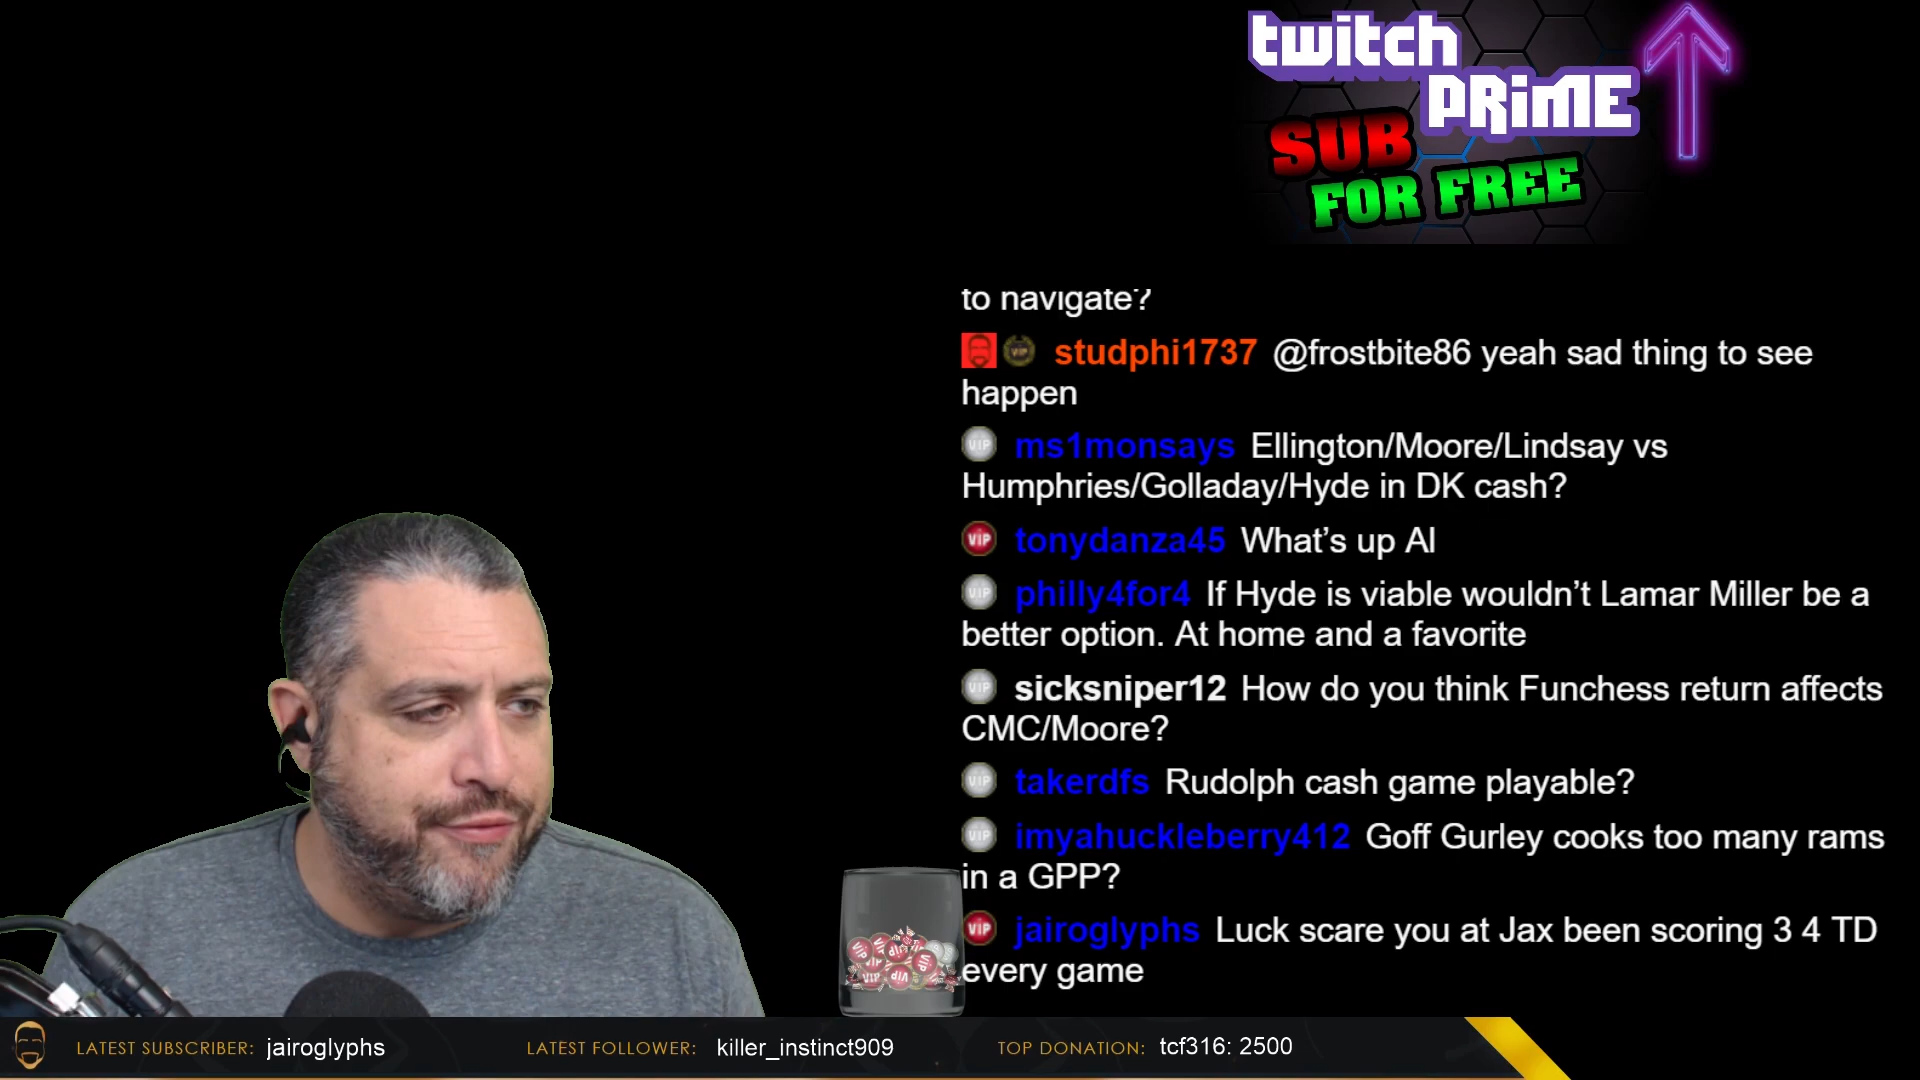 twitch
PRiME
SUB
FOR FREE
to navigate?
studphi1737 @frostbite86 yeah sad thing to see
happen
ms1monsays Ellington/Moore/Lindsay vs
Humphries/Golladay/Hyde in DK cash?
tonydanza45 What’s up Al
philly4for4 If Hyde is viable wouldn’t Lamar Miller be a
better option. At home and a favorite
sicksniper12 How do you think Funchess return affects
CMC/Moore?
takerdfs Rudolph cash game playable?
imyahuckleberry412 Goff Gurley cooks too many rams
in a GPP?
jairoglyphs Luck scare you at Jax been scoring 3 4 TD
every game
LATEST SUBSCRIBER: jairoglyphs LATEST FOLLOWER: killer_instinct909 TOP DONATION: tcf316: 2500